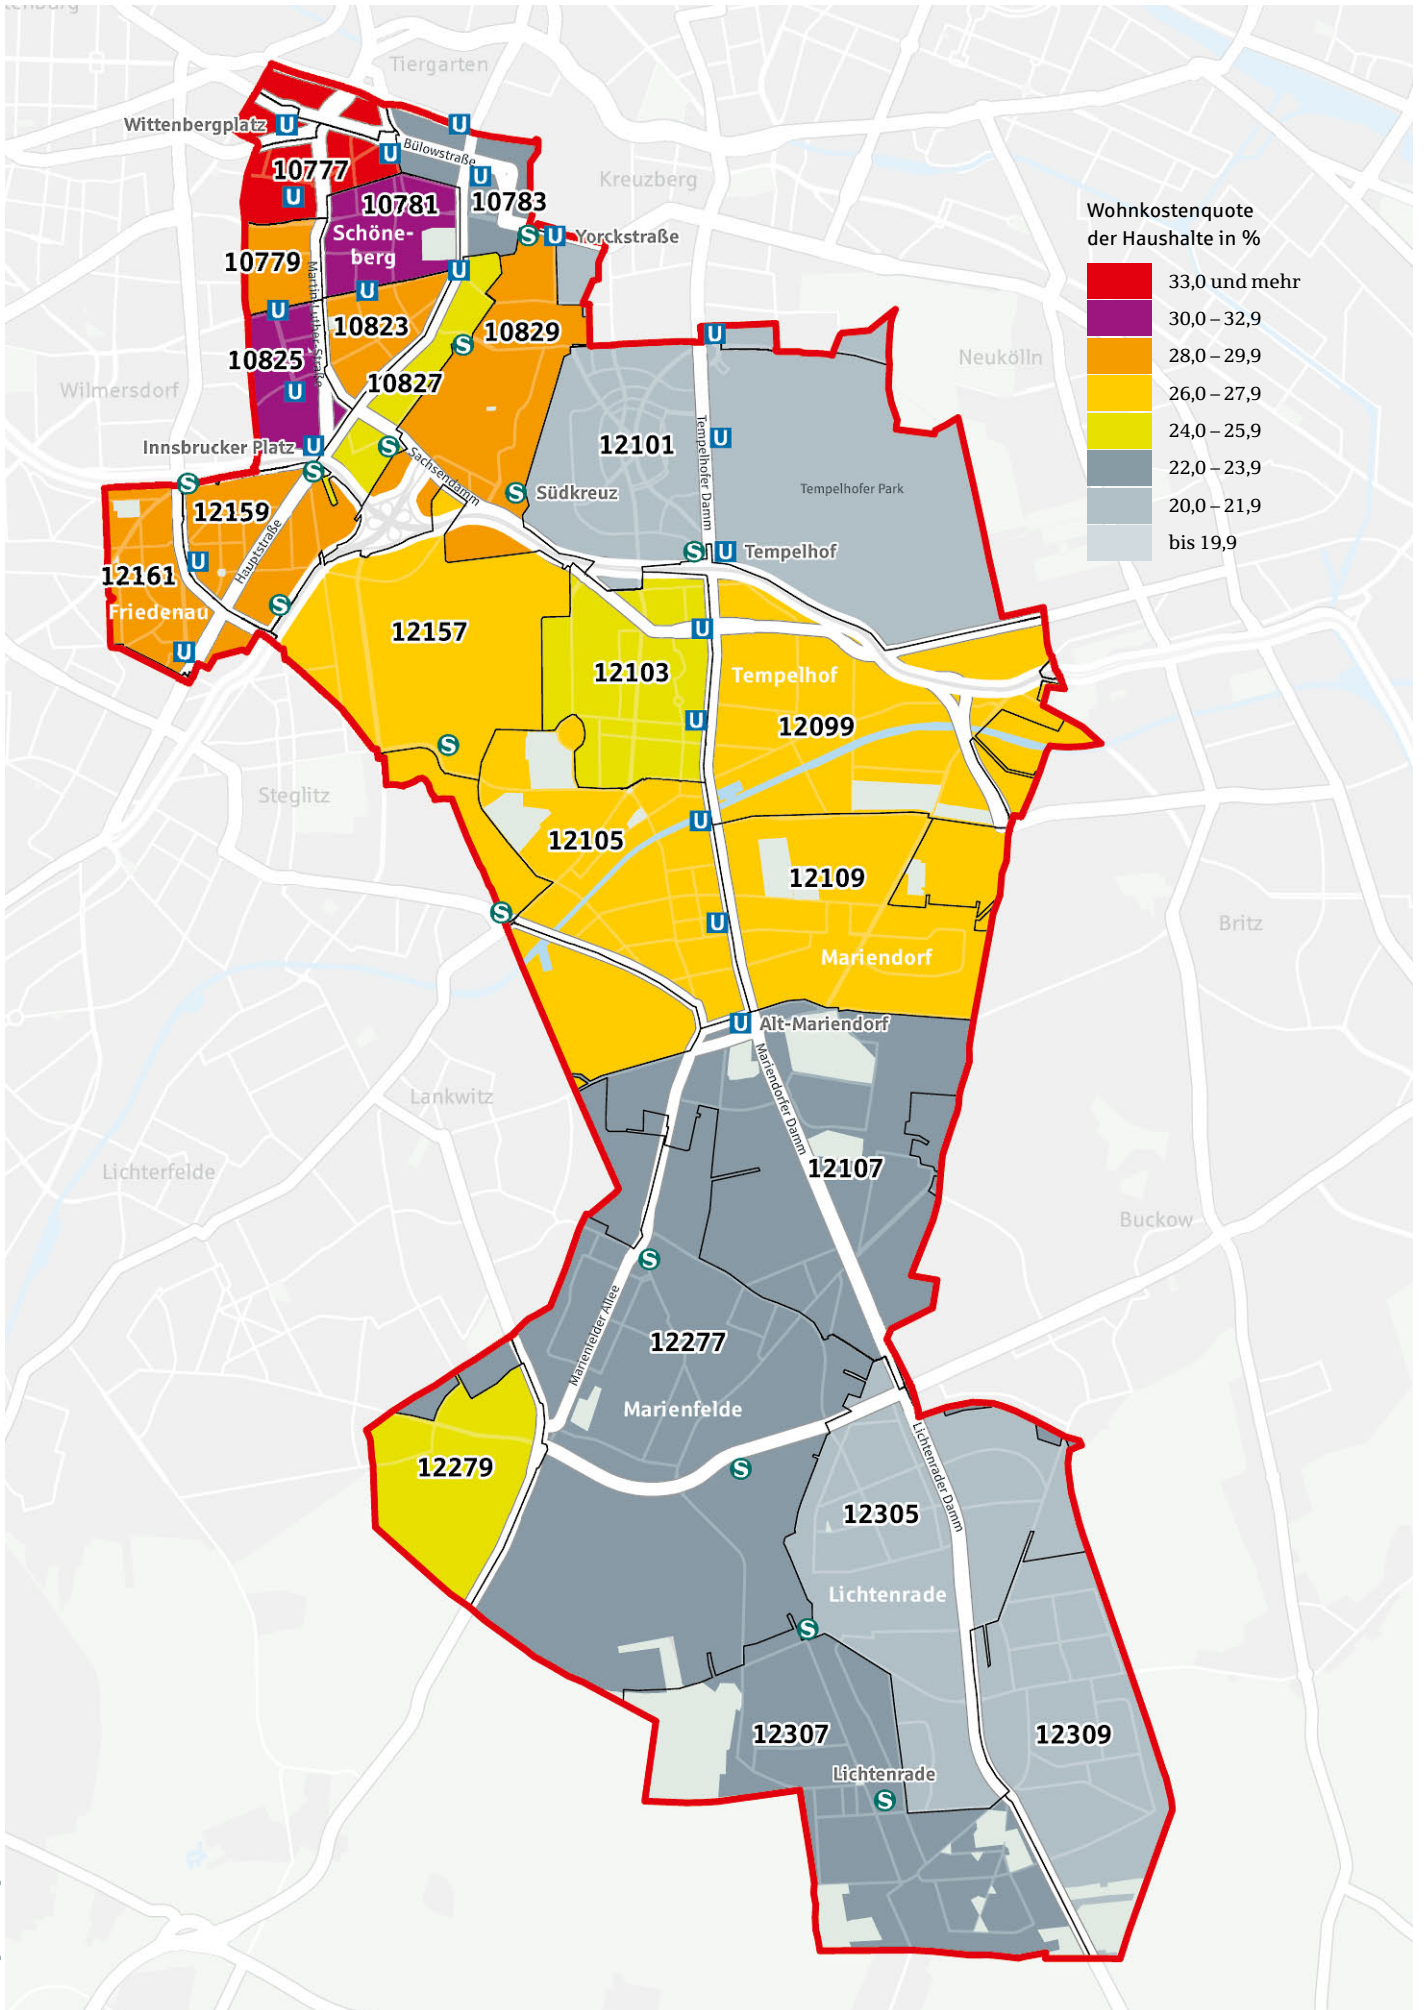 Tiergarten
Wittenbergplatz
U
U
U
Bülowstraße
U
10777
U
10781
10783
Kreuzberg
Schöne-
berg
S
U
Yorckstraße
10779
U
U
Martin-Luther-Straße
U
10823
10829
S
10825
10827
U
Wilmersdorf
Neukölln
Wohnkostenquote
der Haushalte in %
33,0 und mehr
30,0 – 32,9
28,0 – 29,9
26,0 – 27,9
24,0 – 25,9
22,0 – 23,9
20,0 – 21,9
bis 19,9
U
12101
Tempelhofer Damm
U
Tempelhofer Park
Innsbrucker Platz
U
S
S
S
Sachsendamm
S
Südkreuz
12159
Hauptstraße
U
12161
Friedenau
S
U
S
U
Tempelhof
12157
12103
U
Tempelhof
12099
U
S
Steglitz
12105
U
12109
S
U
Mariendorf
Britz
U
Alt-Mariendorf
Mariendorfer Damm
Lankwitz
Lichterfelde
12107
Buckow
S
Marienfelder Allee
12277
Marienfelde
12279
S
Lichtenrader Damm
12305
Lichtenrade
S
12307
12309
Lichtenrade
S